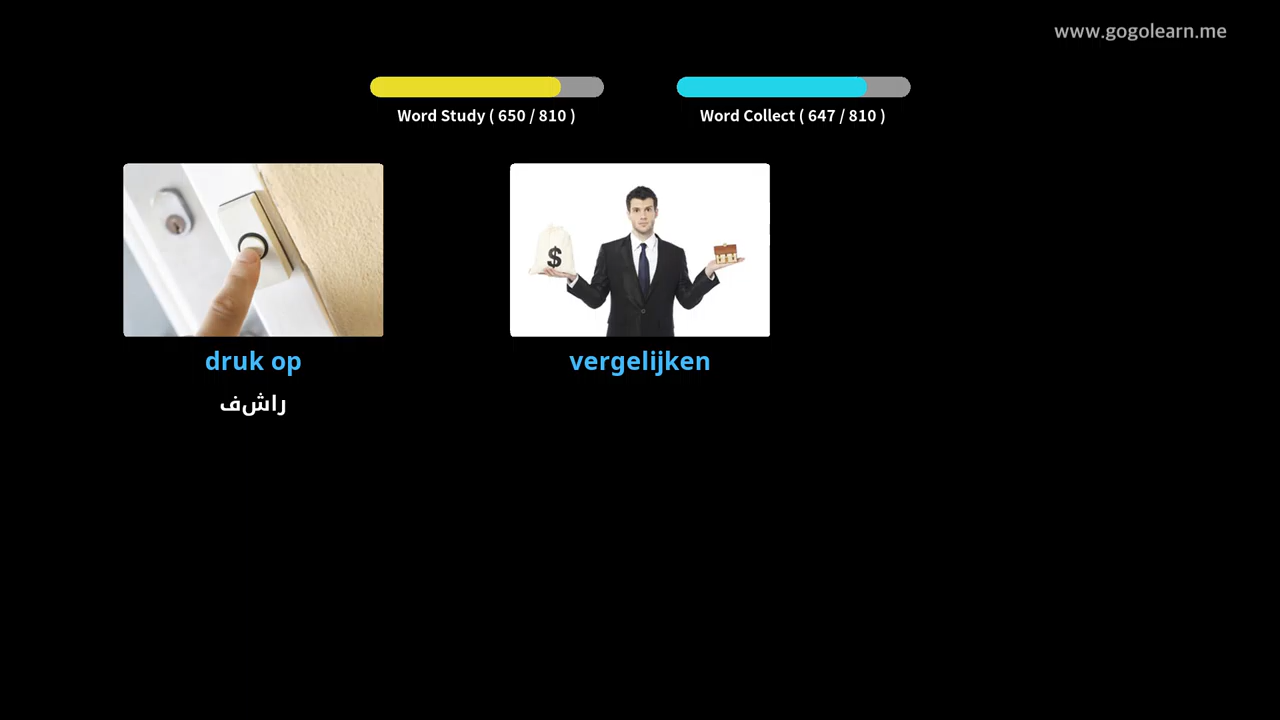 www.gogolearn.me
Word Study ( 650 / 810 )
Word Collect ( 647 / 810 )
$
druk op
vergelijken
راشف